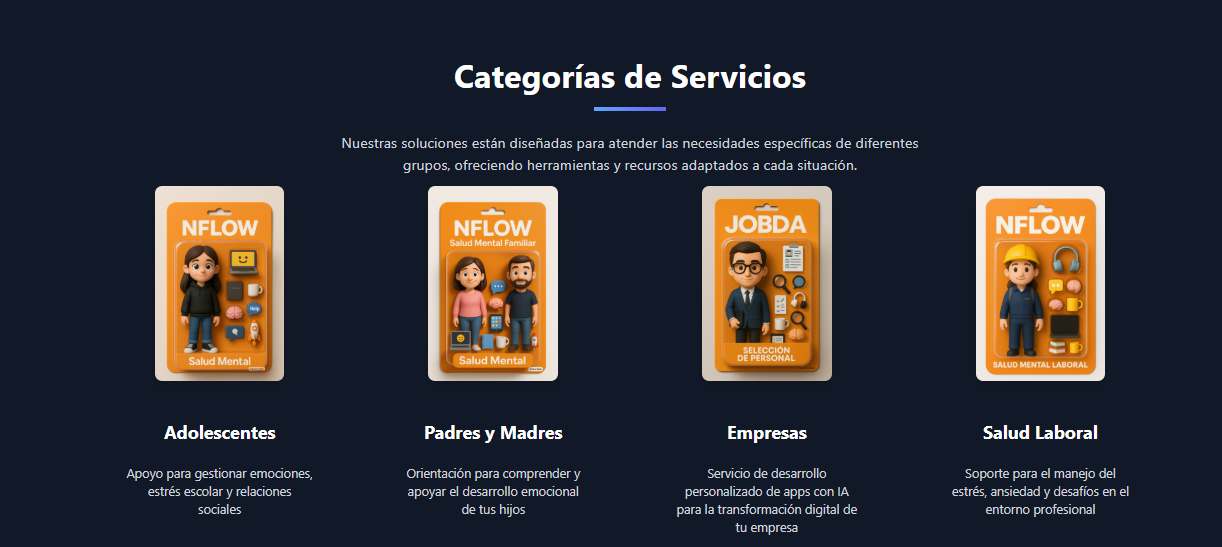 Categorías de Servicios
Nuestras soluciones están diseñadas para atender las necesidades específicas de diferentes
grupos, ofreciendo herramientas y recursos adaptados a cada situación.
NFLOW
Help
Salud Mental
NFLOW
Salud Mental Familiar
Salud Mental
JOBDA
SELECCIÓN
DE PERSONAL
NFLOW
SALUD MENTAL LABORAL
Adolescentes
Apoyo para gestionar emociones,
estrés escolar y relaciones
sociales
Padres y Madres
Orientación para comprender y
apoyar el desarrollo emocional
de tus hijos
Empresas
Servicio de desarrollo
personalizado de apps con IA
para la transformación digital de
tu empresa
Salud Laboral
Soporte para el manejo del
estrés, ansiedad y desafíos en el
entorno profesional